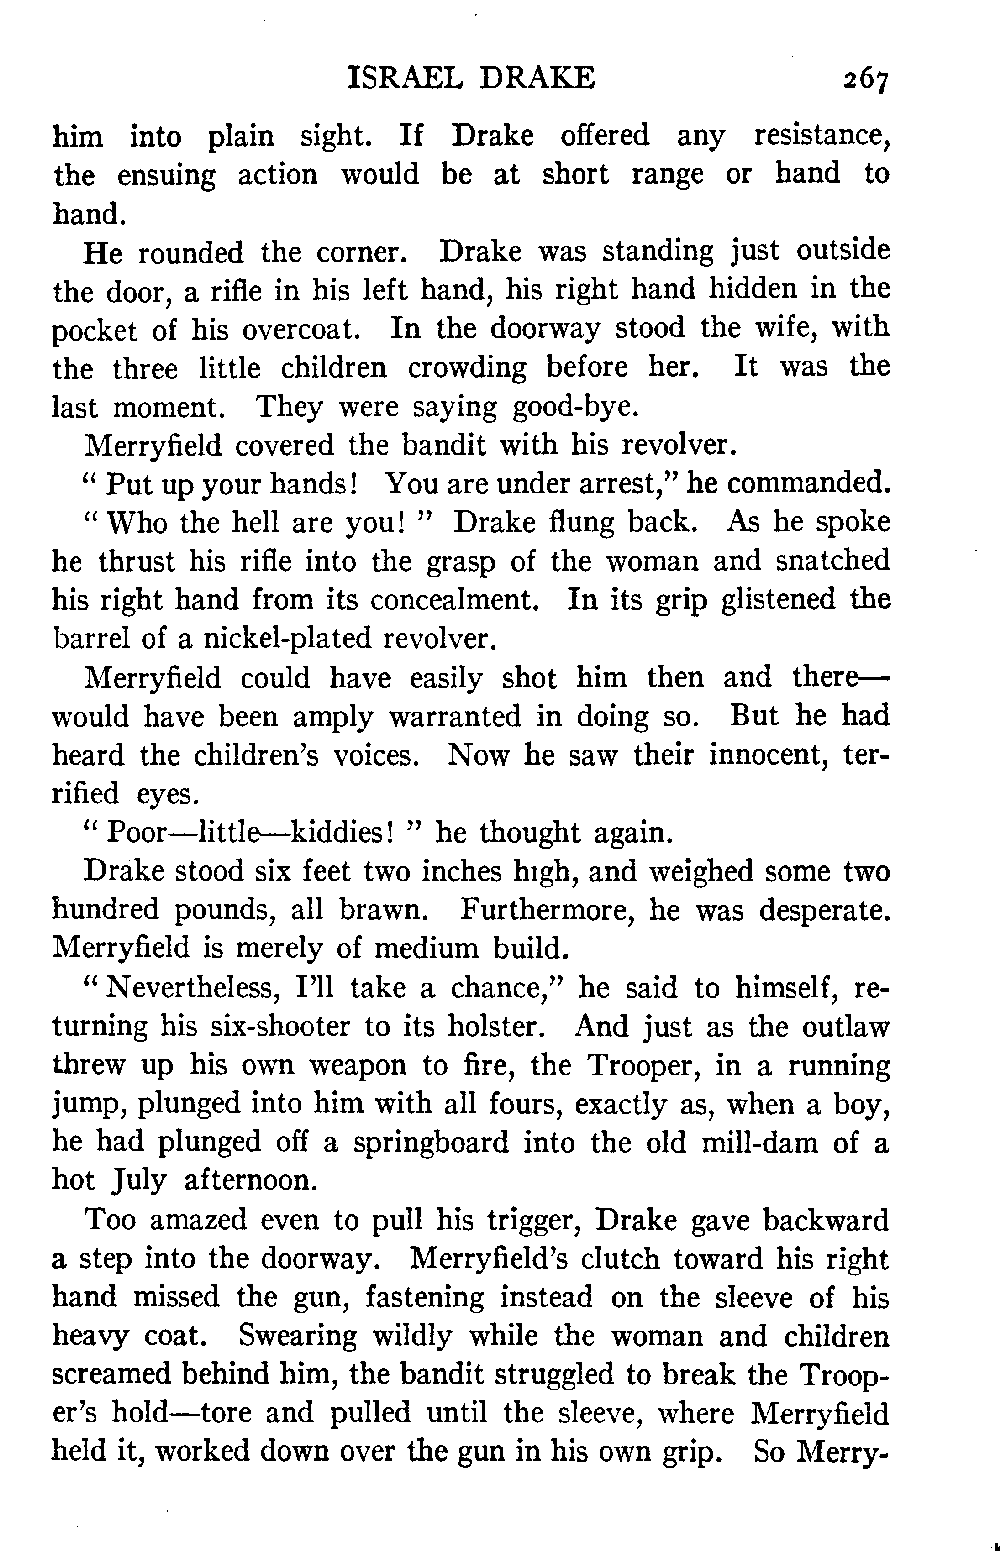 ISRAEL DRAKE 267
him into plain sight. If Drake offered any resistance,
the ensuing action would be at short range or hand to
hand.
He rounded the corner. Drake was standing just outside
the door, a rifle in his left hand, his right hand hidden in the
pocket of his overcoat. In the doorway stood the wife, with
the three little children crowding before her. It was the
last moment. They were saying good-bye.
Merryfield covered the bandit with his revolver.
“ Put up your hands! You are under arrest,” he commanded.
“ Who the hell are you! ” Drake flung back. As he spoke
he thrust his rifle into the grasp of the woman and snatched
his right hand from its concealment. In its grip glistened the
barrel of a nickel-plated revolver.
Merryfield could have easily shot him then and there—
would have been amply warranted in doing so. But he had
heard the children’s voices. Now he saw their innocent, ter-
rified eyes.
“ Poor—little—kiddies! ” he thought again.
Drake stood six feet two inches high, and weighed some two
hundred pounds, all brawn. Furthermore, he was desperate.
Merryfield is merely of medium build.
“ Nevertheless, I’ll take a chance,” he said to himself, re-
turning his six-shooter to its holster. And just as the outlaw
threw up his own weapon to fire, the Trooper, in a running
jump, plunged into him with all fours, exactly as, when a boy,
he had plunged off a springboard into the old mill-dam of a
hot July afternoon.
Too amazed even to pull his trigger, Drake gave backward
a step into the doorway. Merryfield’s clutch toward his right
hand missed the gun, fastening instead on the sleeve of his
heavy coat. Swearing wildly while the woman and children
screamed behind him, the bandit struggled to break the Troop-
er’s hold—tore and pulled until the sleeve, where Merryfield
held it, worked down over the gun in his own grip. So Merry-